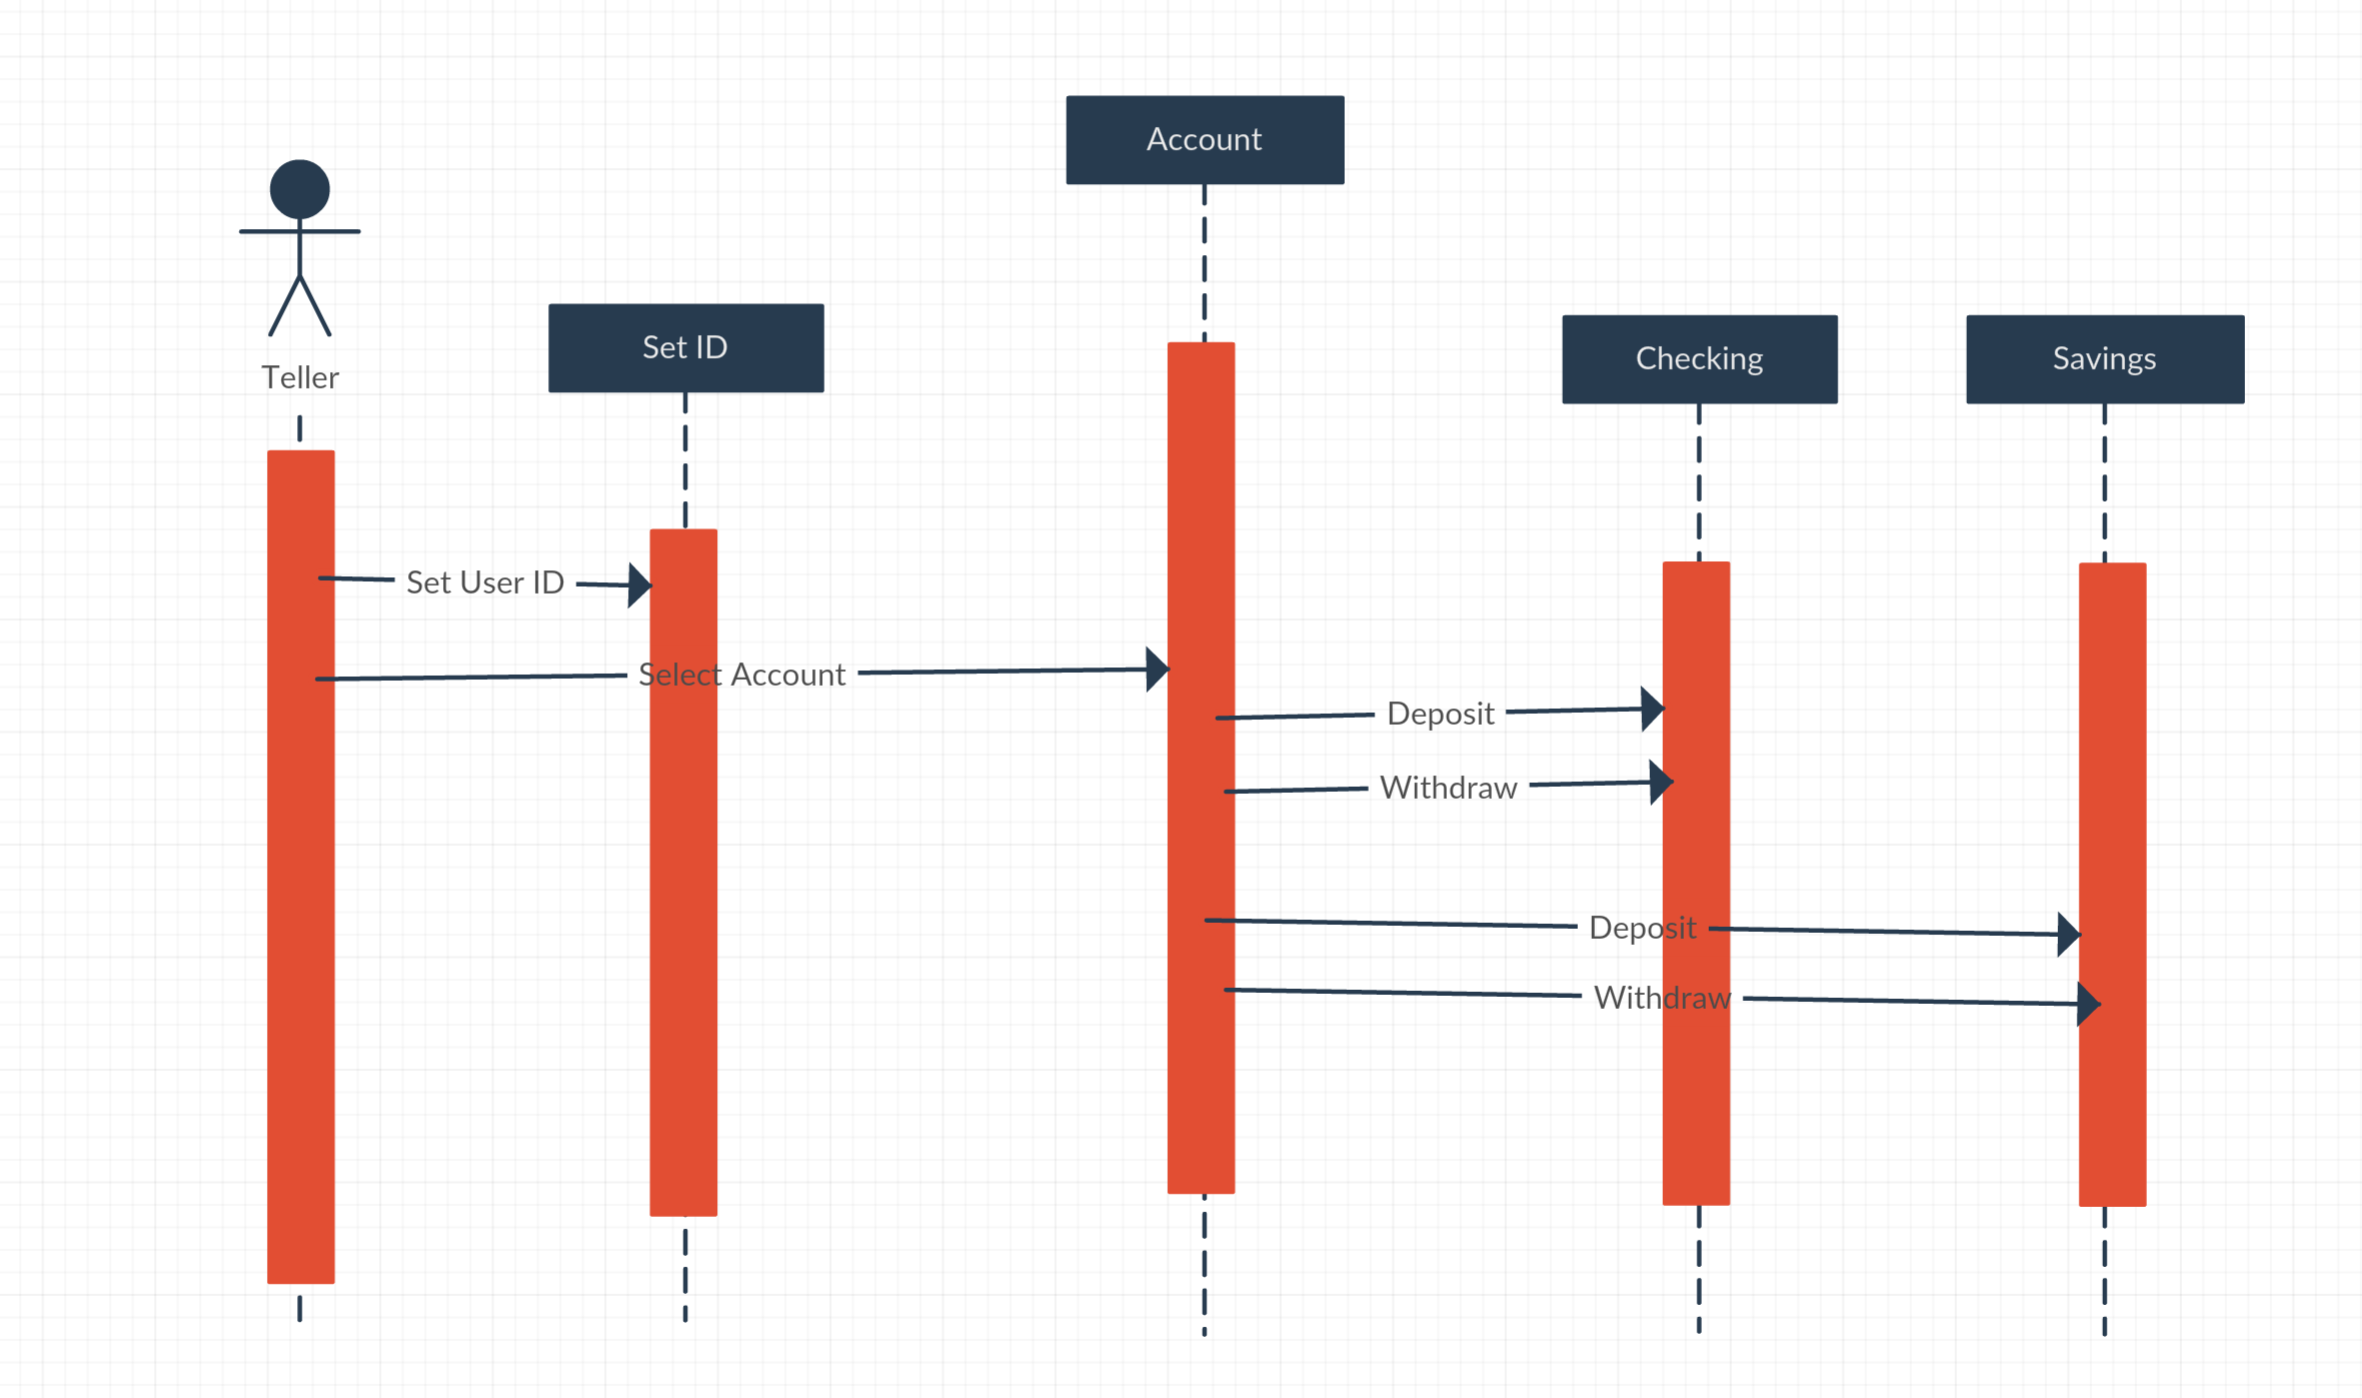 Account
Set ID
Checking
Savings
Teller
Set User ID
Select Account
Deposit
Withdraw
Deposit
Withdraw